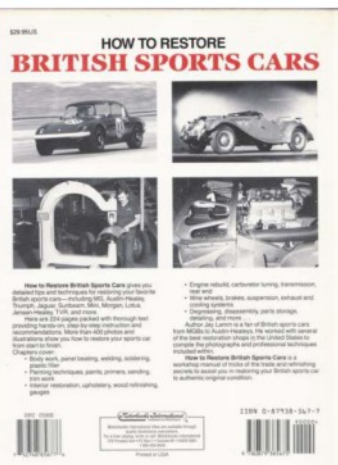 $29.95US
HOW TO RESTORE
BRITISH SPORTS CARS
How to Restore British Sports Cars gives you
detailed tips and techniques for restoring your favorite
British sports cars—including MG, Austin-Healey,
Triumph, Jaguar, Sunbeam, Mini, Morgan, Lotus,
Jensen-Healey, TVR, and more.
Here are 224 pages packed with thorough text
providing hands-on, step-by-step instruction and
recommendations. More than 400 photos and
illustrations show you how to restore your sports car
from start to finish.
Chapters cover:
• Body work, panel beating, welding, soldering,
plastic filler
• Painting techniques, paints, primers, sanding,
trim work
• Interior restoration, upholstery, wood refinishing,
gauges
• Engine rebuild, carburetor tuning, transmission,
rear end
• Wire wheels, brakes, suspension, exhaust and
cooling systems
• Degreasing, disassembly, parts storage,
detailing, and more
Author Jay Lamm is a fan of British sports cars
from MGBs to Austin-Healeys. He worked with several
of the best restoration shops in the United States to
compile the photographs and professional techniques
included within.
How to Restore British Sports Cars is a
workshop manual of tricks of the trade and refinishing
secrets to assist you in restoring your British sports car
to authentic original condition.
Motorbooks International
Printed in USA
ISBN 0-87938-567-7